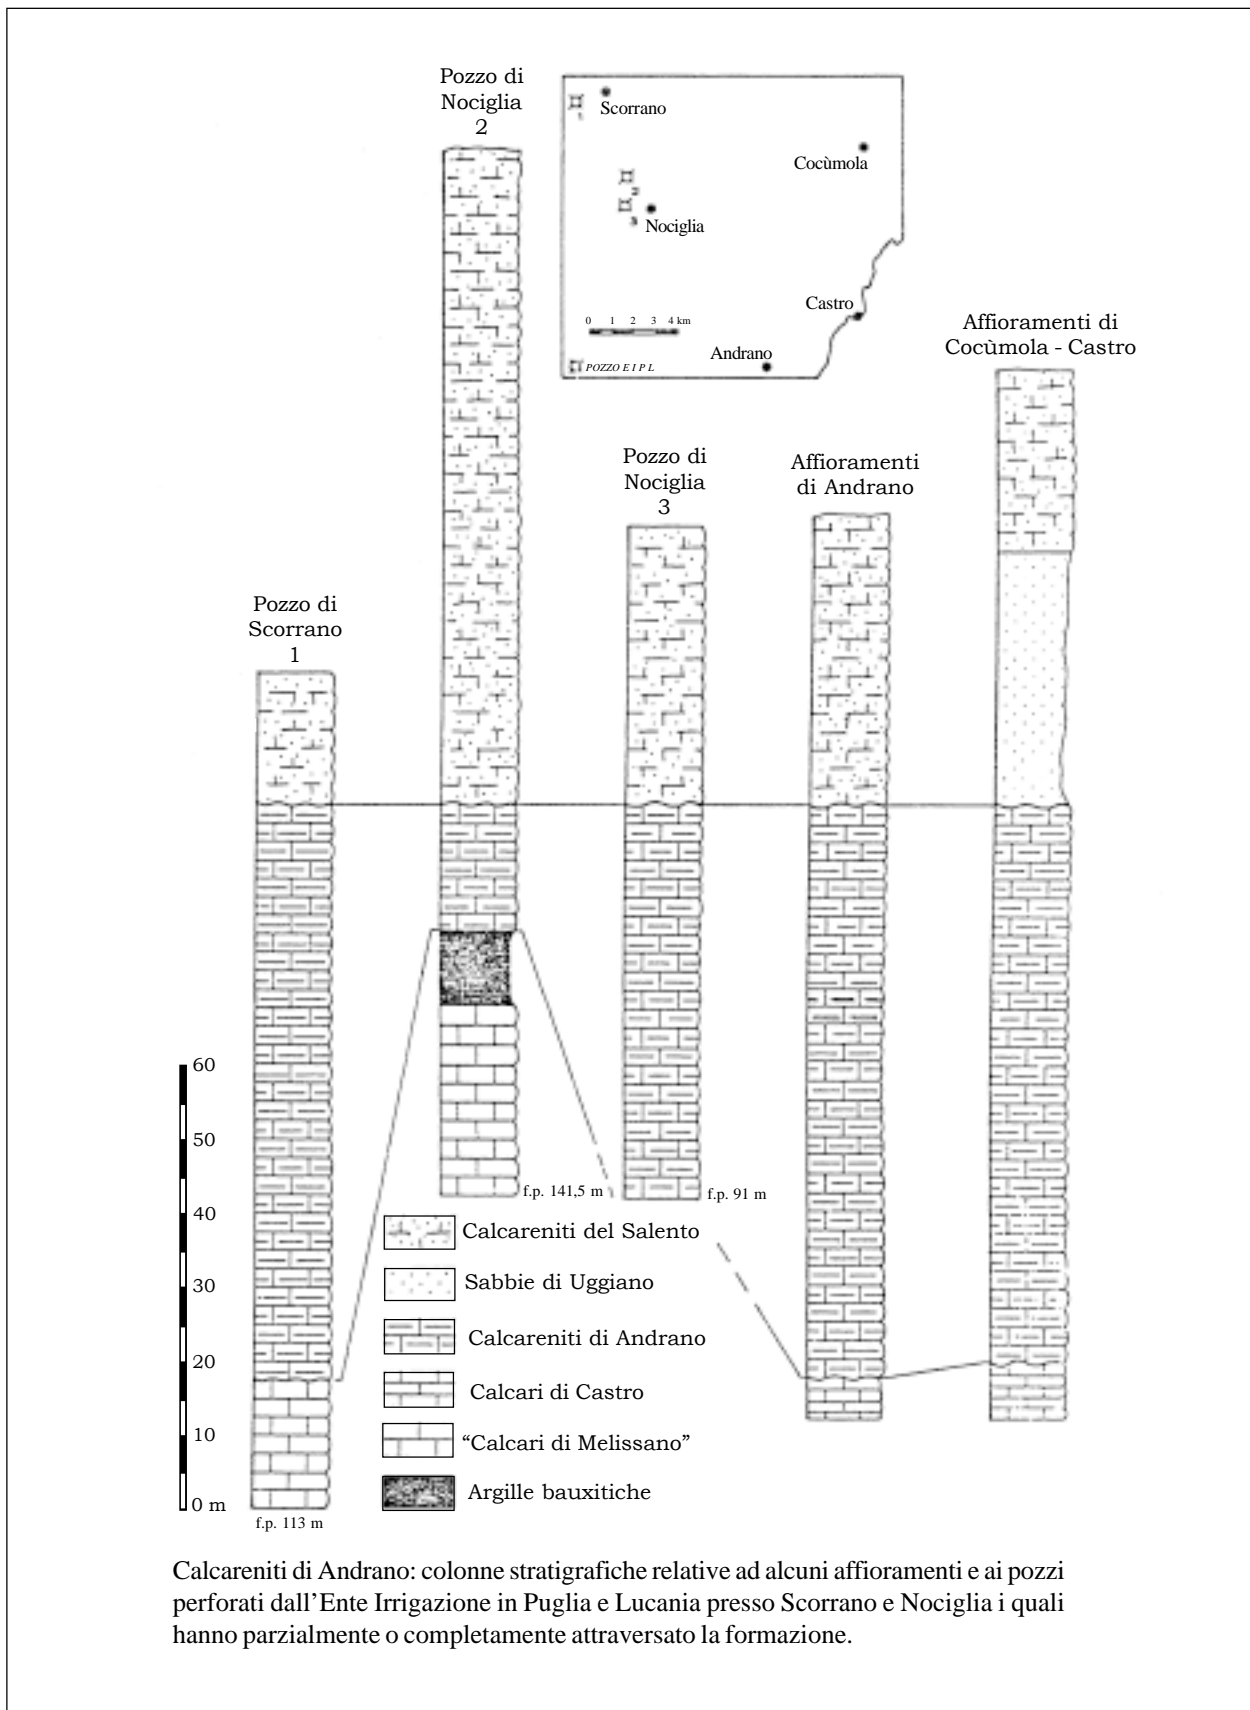 Pozzo di
Nociglia
2
Scorrano
1
Cocùmola
2
3
Nociglia
Castro
0 1 2 3 4 km
Andrano
POZZO E I P L
Affioramenti di
Cocùmola - Castro
Pozzo di
Nociglia
3
Affioramenti
di Andrano
Pozzo di
Scorrano
1
60
50
40
30
20
10
0 m
f.p. 141,5 m
f.p. 91 m
f.p. 113 m
Calcareniti del Salento
Sabbie di Uggiano
Calcareniti di Andrano
Calcari di Castro
“Calcari di Melissano”
Argille bauxitiche
Calcareniti di Andrano: colonne stratigrafiche relative ad alcuni affioramenti e ai pozzi
perforati dall’Ente Irrigazione in Puglia e Lucania presso Scorrano e Nociglia i quali
hanno parzialmente o completamente attraversato la formazione.